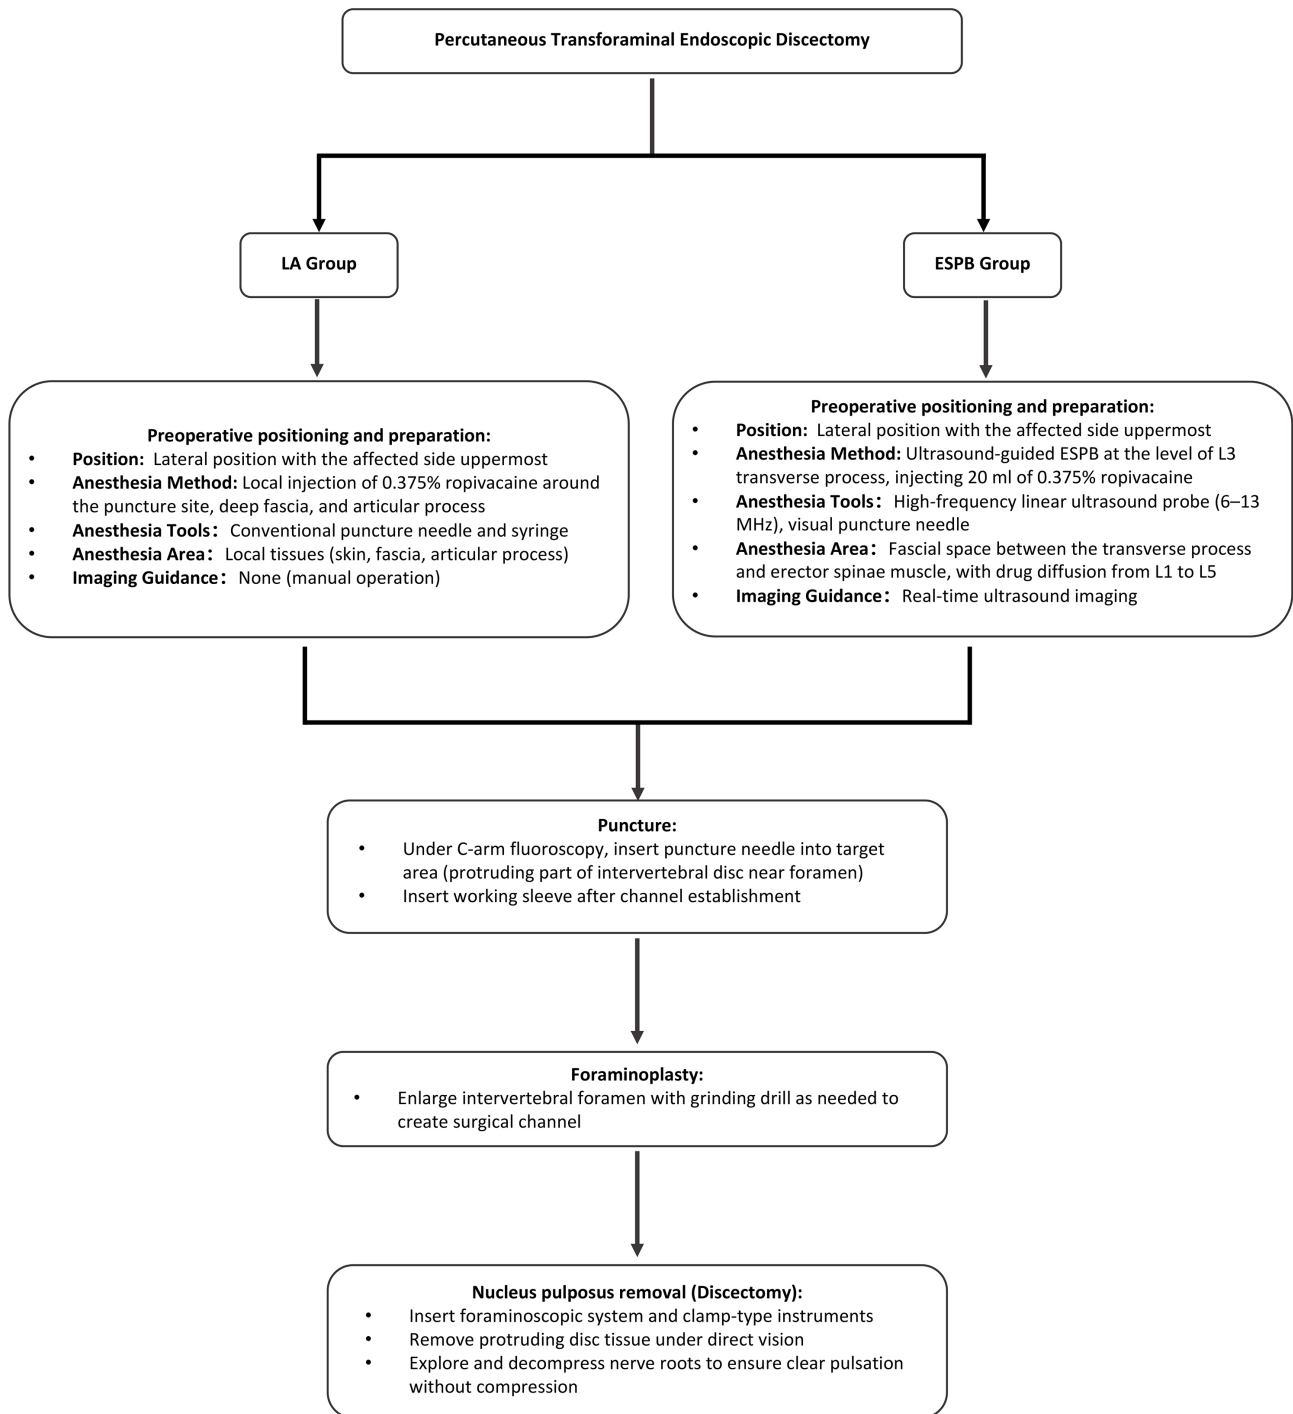 Percutaneous Transforaminal Endoscopic Discectomy
LA Group
ESPB Group
Preoperative positioning and preparation:
• Position: Lateral position with the affected side uppermost
• Anesthesia Method: Local injection of 0.375% ropivacaine around
the puncture site, deep fascia, and articular process
• Anesthesia Tools：Conventional puncture needle and syringe
• Anesthesia Area：Local tissues (skin, fascia, articular process)
• Imaging Guidance：None (manual operation)
Preoperative positioning and preparation:
• Position: Lateral position with the affected side uppermost
• Anesthesia Method: Ultrasound-guided ESPB at the level of L3
transverse process, injecting 20 ml of 0.375% ropivacaine
• Anesthesia Tools：High-frequency linear ultrasound probe (6–13
MHz), visual puncture needle
• Anesthesia Area：Fascial space between the transverse process
and erector spinae muscle, with drug diffusion from L1 to L5
• Imaging Guidance：Real-time ultrasound imaging
Puncture:
• Under C-arm fluoroscopy, insert puncture needle into target
area (protruding part of intervertebral disc near foramen)
• Insert working sleeve after channel establishment
Foraminoplasty:
• Enlarge intervertebral foramen with grinding drill as needed to
create surgical channel
Nucleus pulposus removal (Discectomy):
• Insert foraminoscopic system and clamp-type instruments
• Remove protruding disc tissue under direct vision
• Explore and decompress nerve roots to ensure clear pulsation
without compression